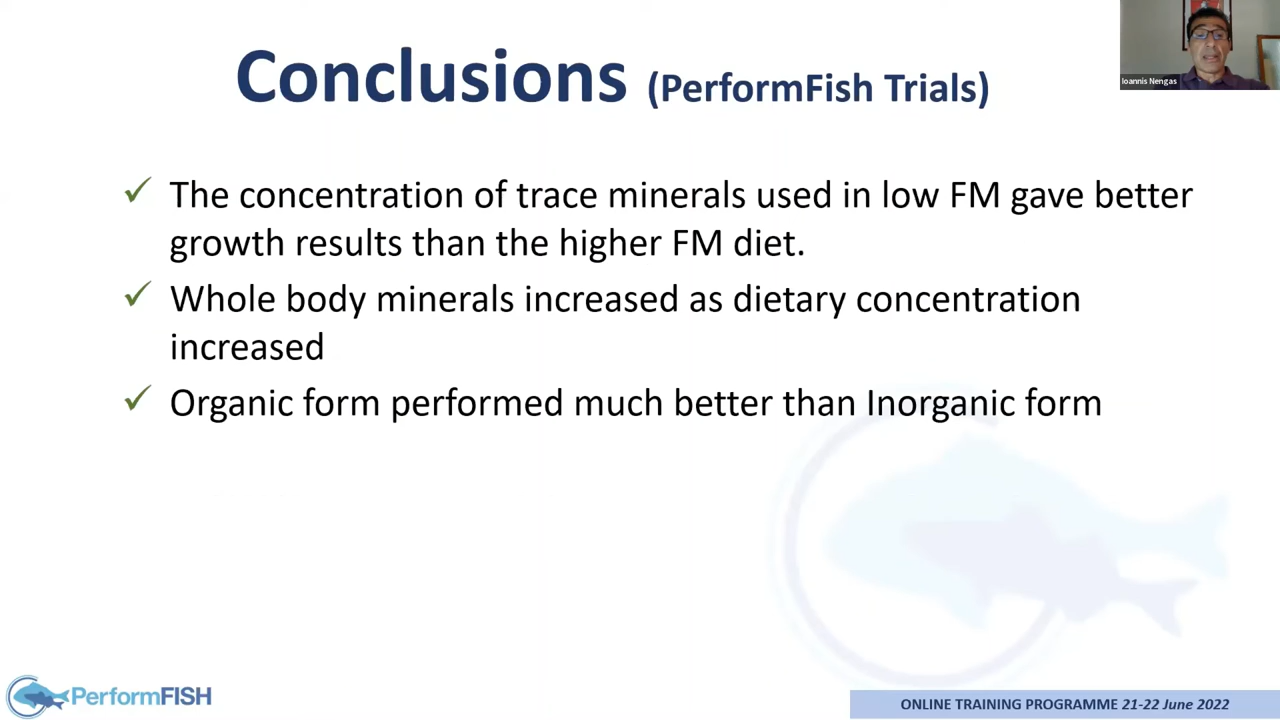 Conclusions (PerformFish Trials)
Ioannis Nengas
✓ The concentration of trace minerals used in low FM gave better
growth results than the higher FM diet.
✓ Whole body minerals increased as dietary concentration
increased
✓ Organic form performed much better than Inorganic form
PerformFISH
ONLINE TRAINING PROGRAMME 21-22 June 2022